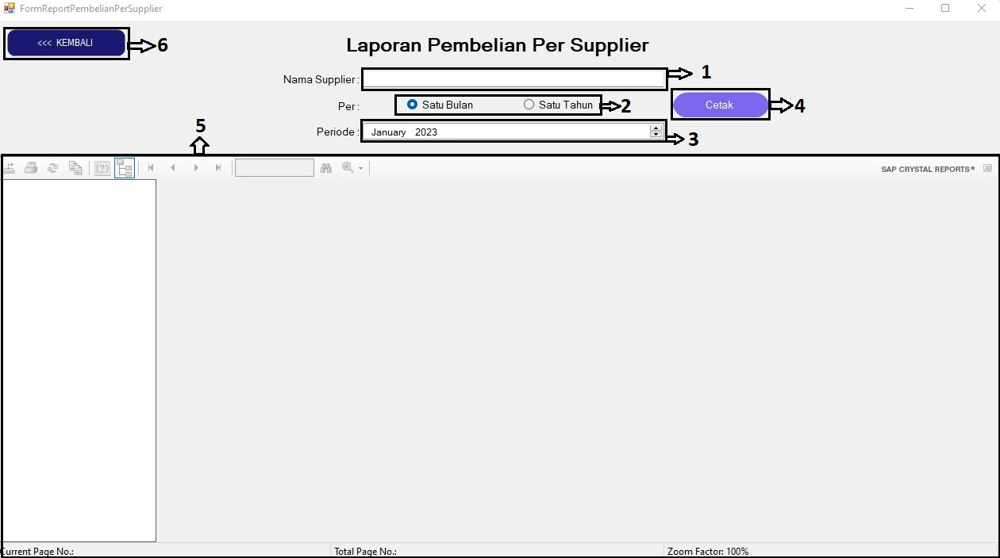 FormReportPembelianPerSupplier
<<< KEMBALI
6
Laporan Pembelian Per Supplier
Nama Supplier :
1
Per :
Satu Bulan
Satu Tahun
2
Cetak
4
Periode :
January 2023
3
5
SAP CRYSTAL REPORTS®
Current Page No.:
Total Page No.:
Zoom Factor: 100%